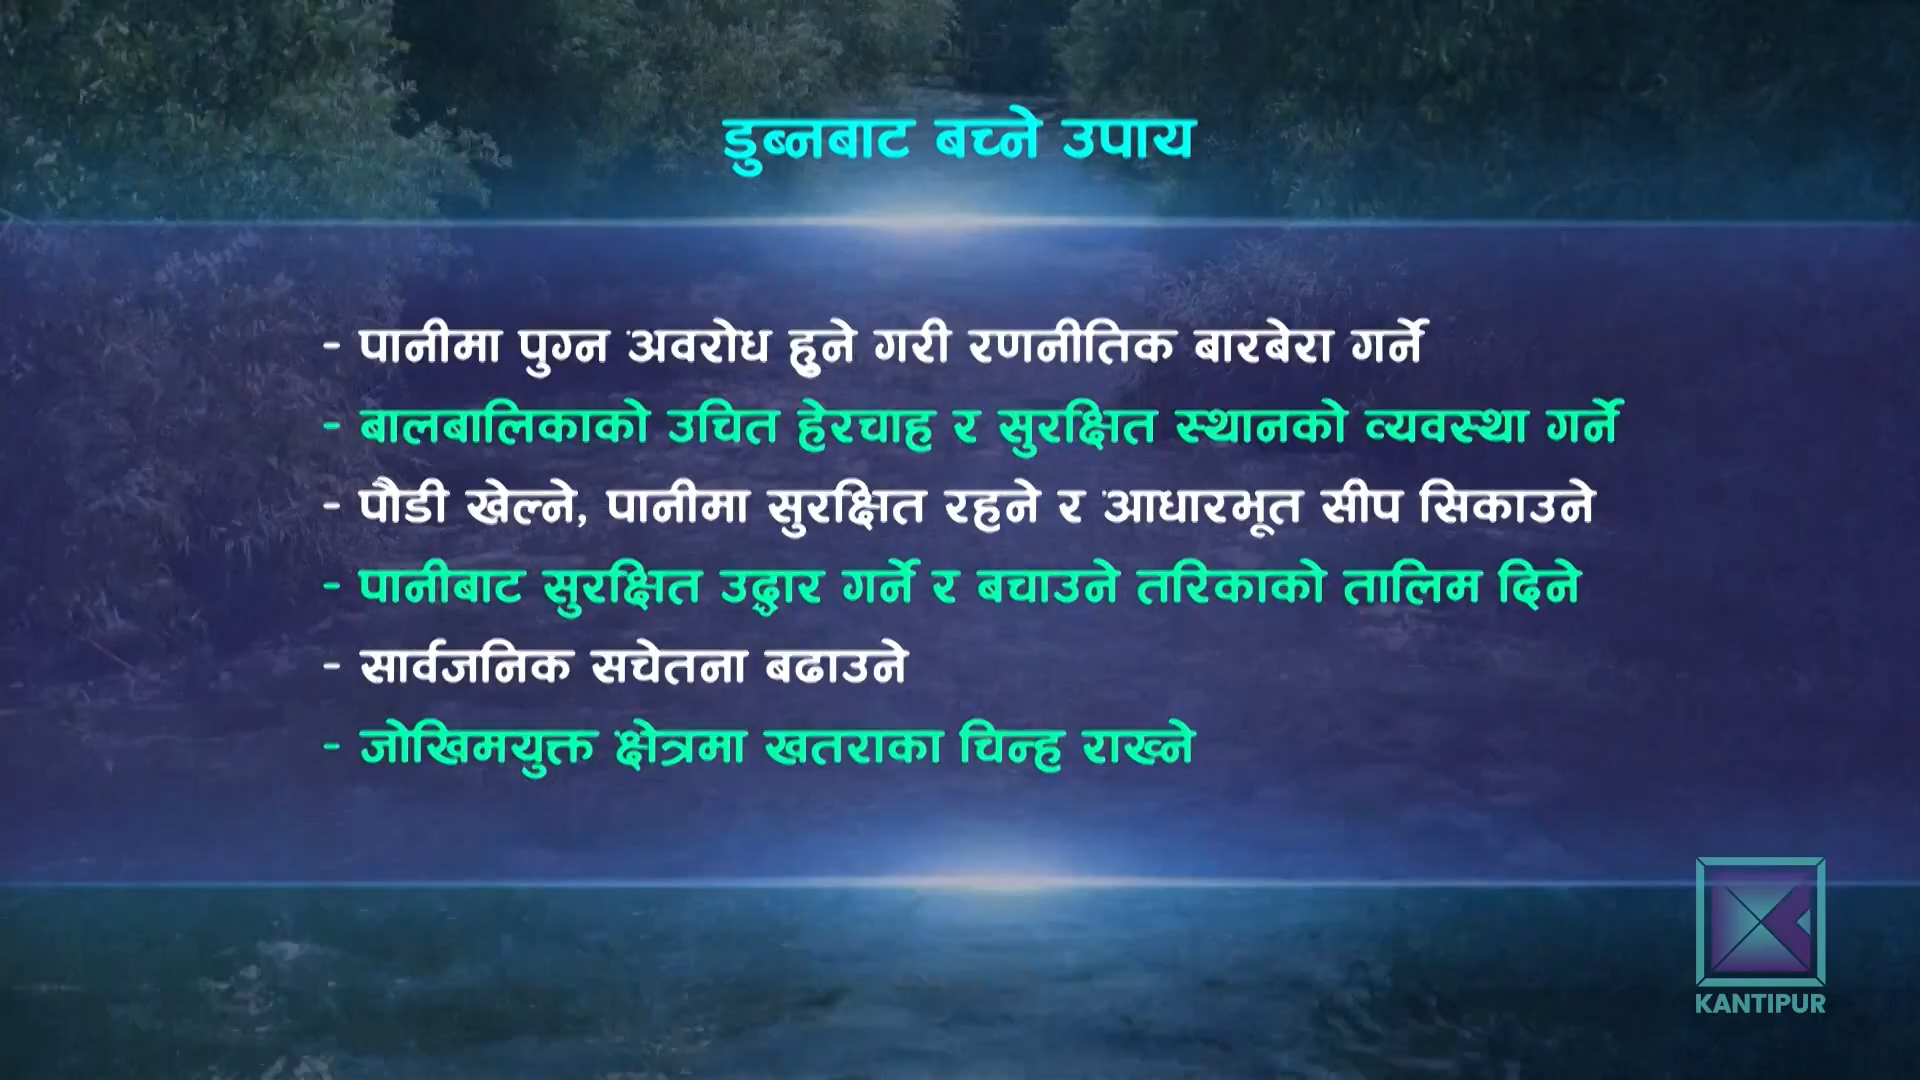 डुब्नबाट बच्ने उपाय
- पानीमा पुग्न अवरोध हुने गरी रणनीतिक बारबेरा गर्ने
- बालबालिकाको उचित हेरचाह र सुरक्षित स्थानको व्यवस्था गर्ने
- पौडी खेल्ने, पानीमा सुरक्षित रहने र आधारभूत सीप सिकाउने
- पानीबाट सुरक्षित उद्धार गर्ने र बचाउने तरिकाको तालिम दिने
- सार्वजनिक सचेतना बढाउने
- जोखिमयुक्त क्षेत्रमा खतराका चिन्ह राख्ने
KANTIPUR